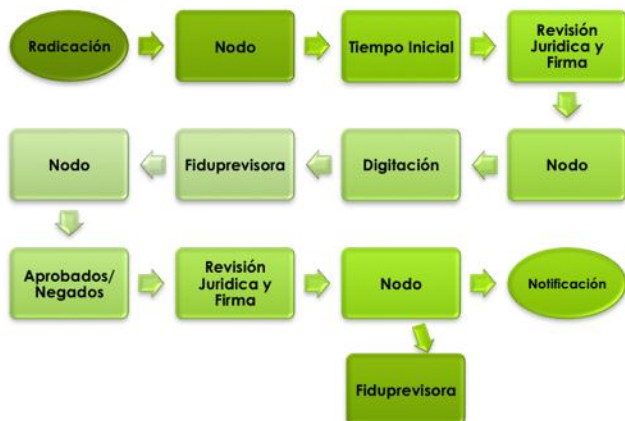 Radicación
Nodo
Tiempo Inicial
Revisión
Juridica y
Firma
Nodo
Digitación
Fiduprevisora
Nodo
Aprobados/
Negados
Revisión
Juridica y
Firma
Nodo
Notificación
Fiduprevisora